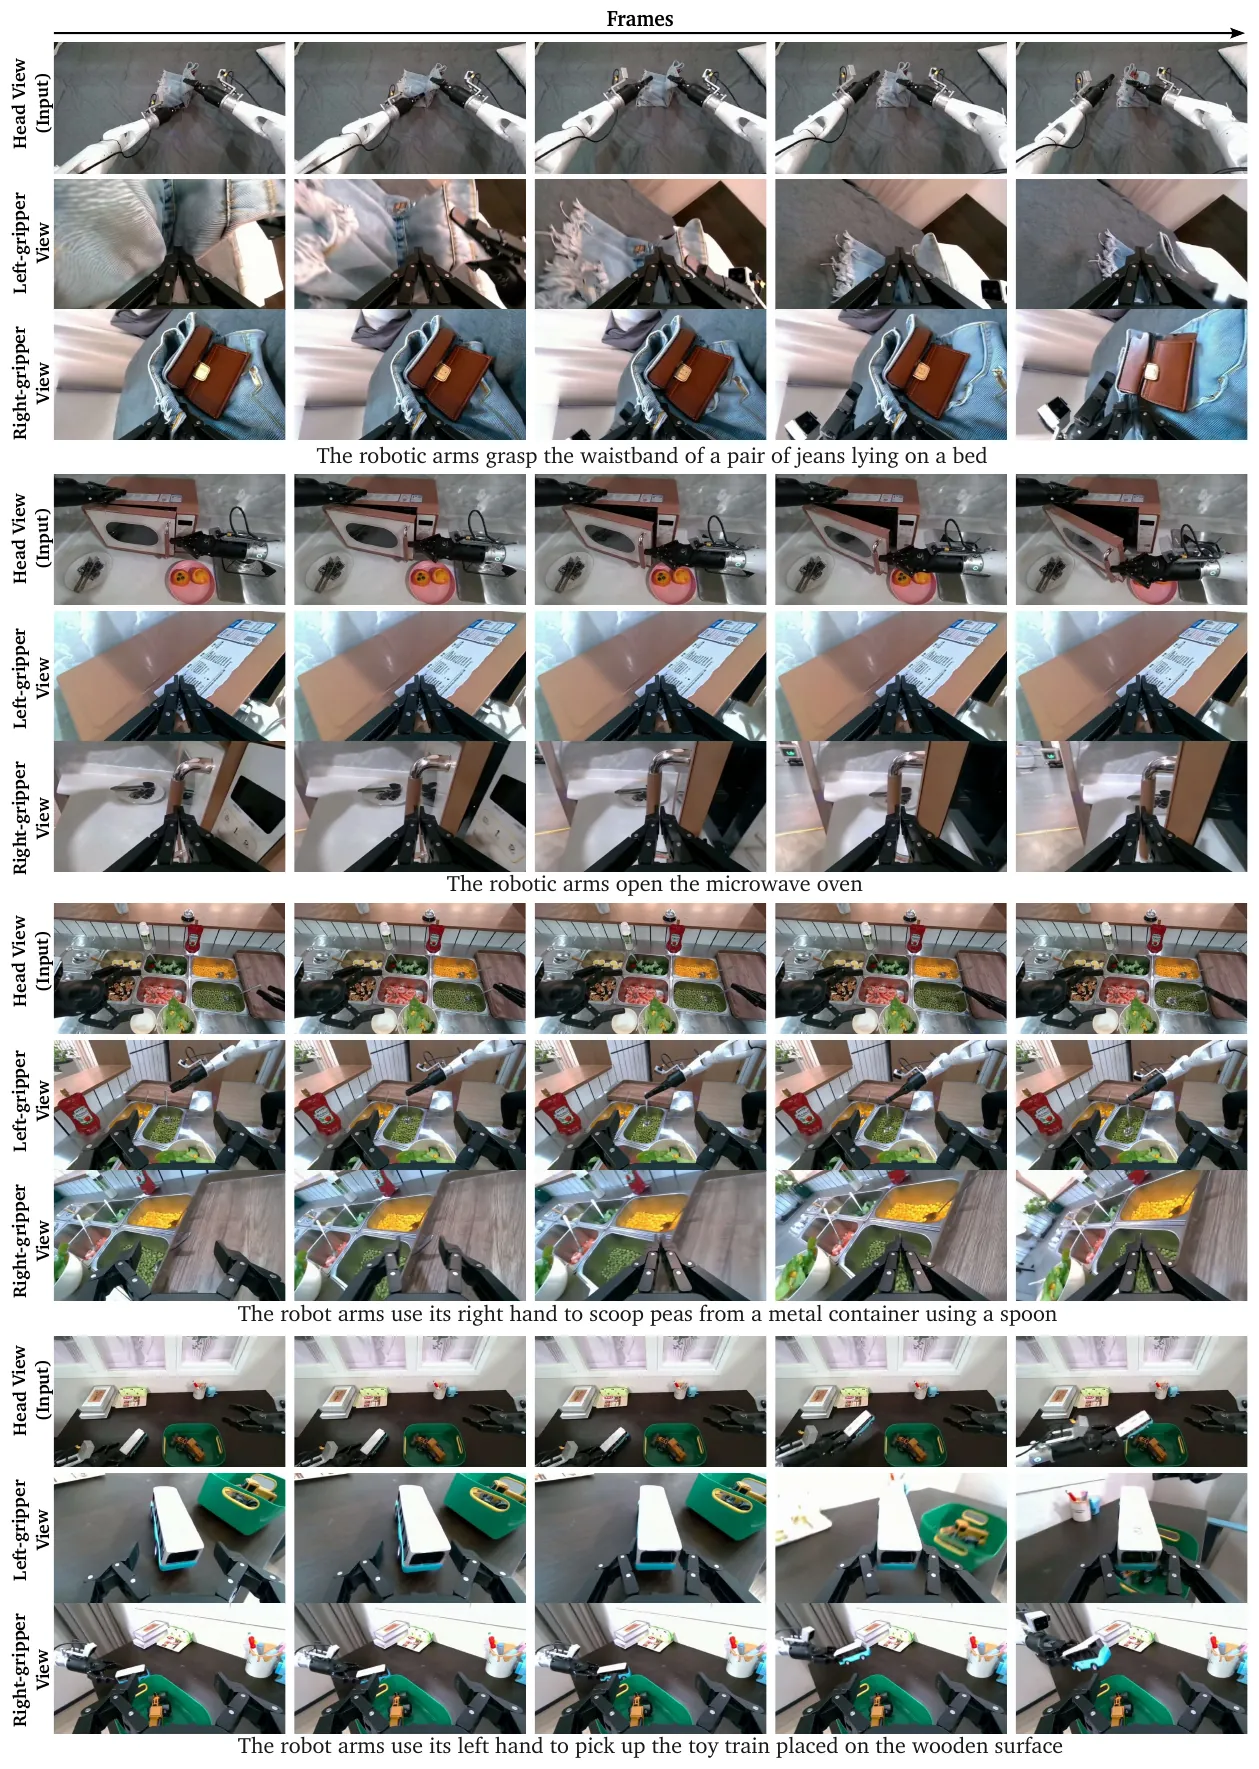 Frames
Head View
(Input)
Left-gripper
View
Right-gripper
View
The robotic arms grasp the waistband of a pair of jeans lying on a bed
Head View
(Input)
Left-gripper
View
Right-gripper
View
The robotic arms open the microwave oven
Head View
(Input)
Left-gripper
View
Right-gripper
View
The robot arms use its right hand to scoop peas from a metal container using a spoon
Head View
(Input)
Left-gripper
View
Right-gripper
View
The robot arms use its left hand to pick up the toy train placed on the wooden surface